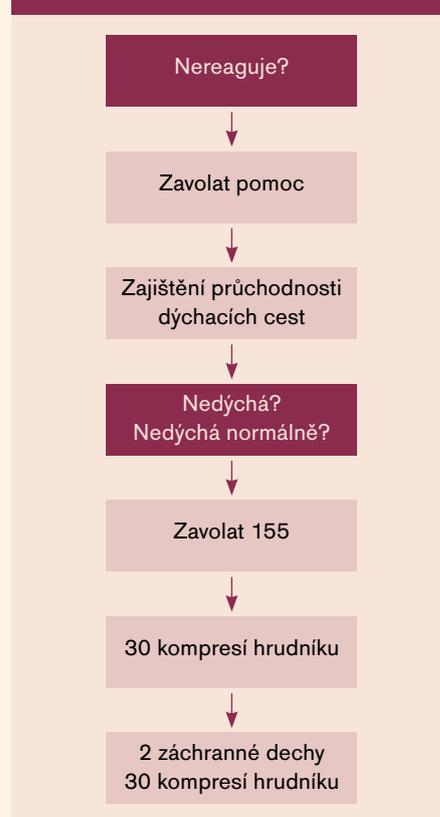 Nereaguje?
Zavolat pomoc
Zajištění průchodnosti
dýchacích cest
Nedýchá?
Nedýchá normálně?
Zavolat 155
30 kompresí hrudníku
2 záchranné dechy
30 kompresí hrudníku